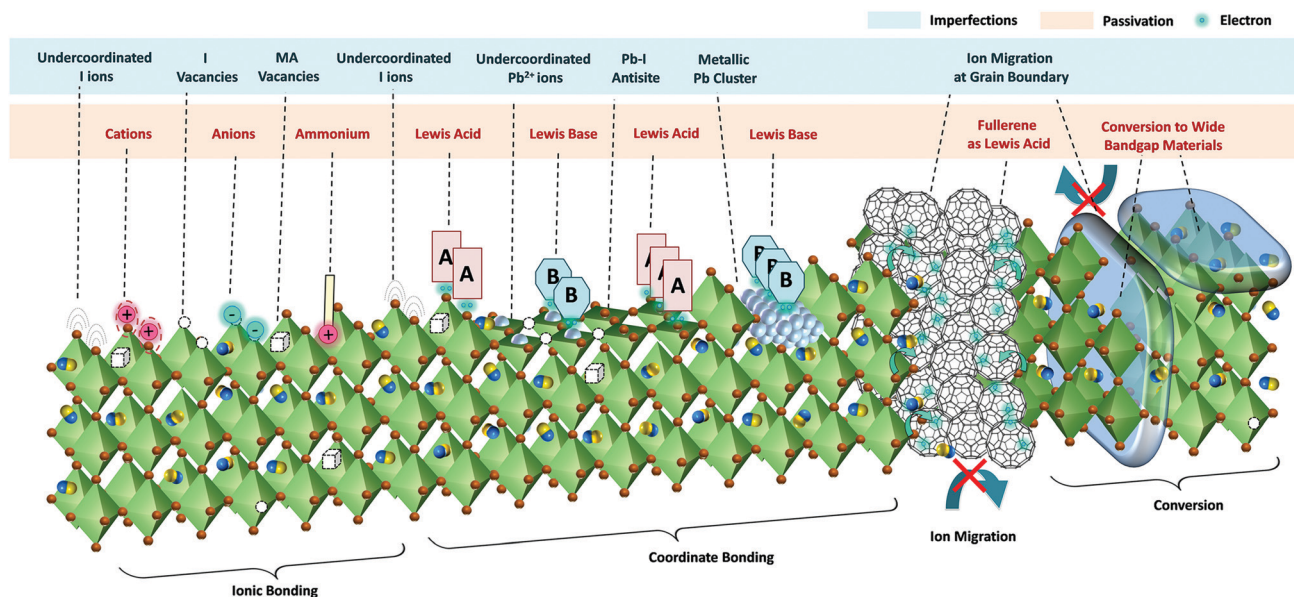 Imperfections Passivation Electron
Undercoordinated
I ions
I
Vacancies
MA
Vacancies
Undercoordinated
I ions
Undercoordinated
Pb²⁺ ions
Pb-I
Antisite
Metallic
Pb Cluster
Ion Migration
at Grain Boundary
Cations
Anions
Ammonium
Lewis Acid
Lewis Base
Lewis Acid
Lewis Base
Fullerene
as Lewis Acid
Conversion to Wide
Bandgap Materials
+
+
-
-
+
A
A
B
B
A
A
A
B
B
B
Ionic Bonding
Coordinate Bonding
Ion Migration
Conversion